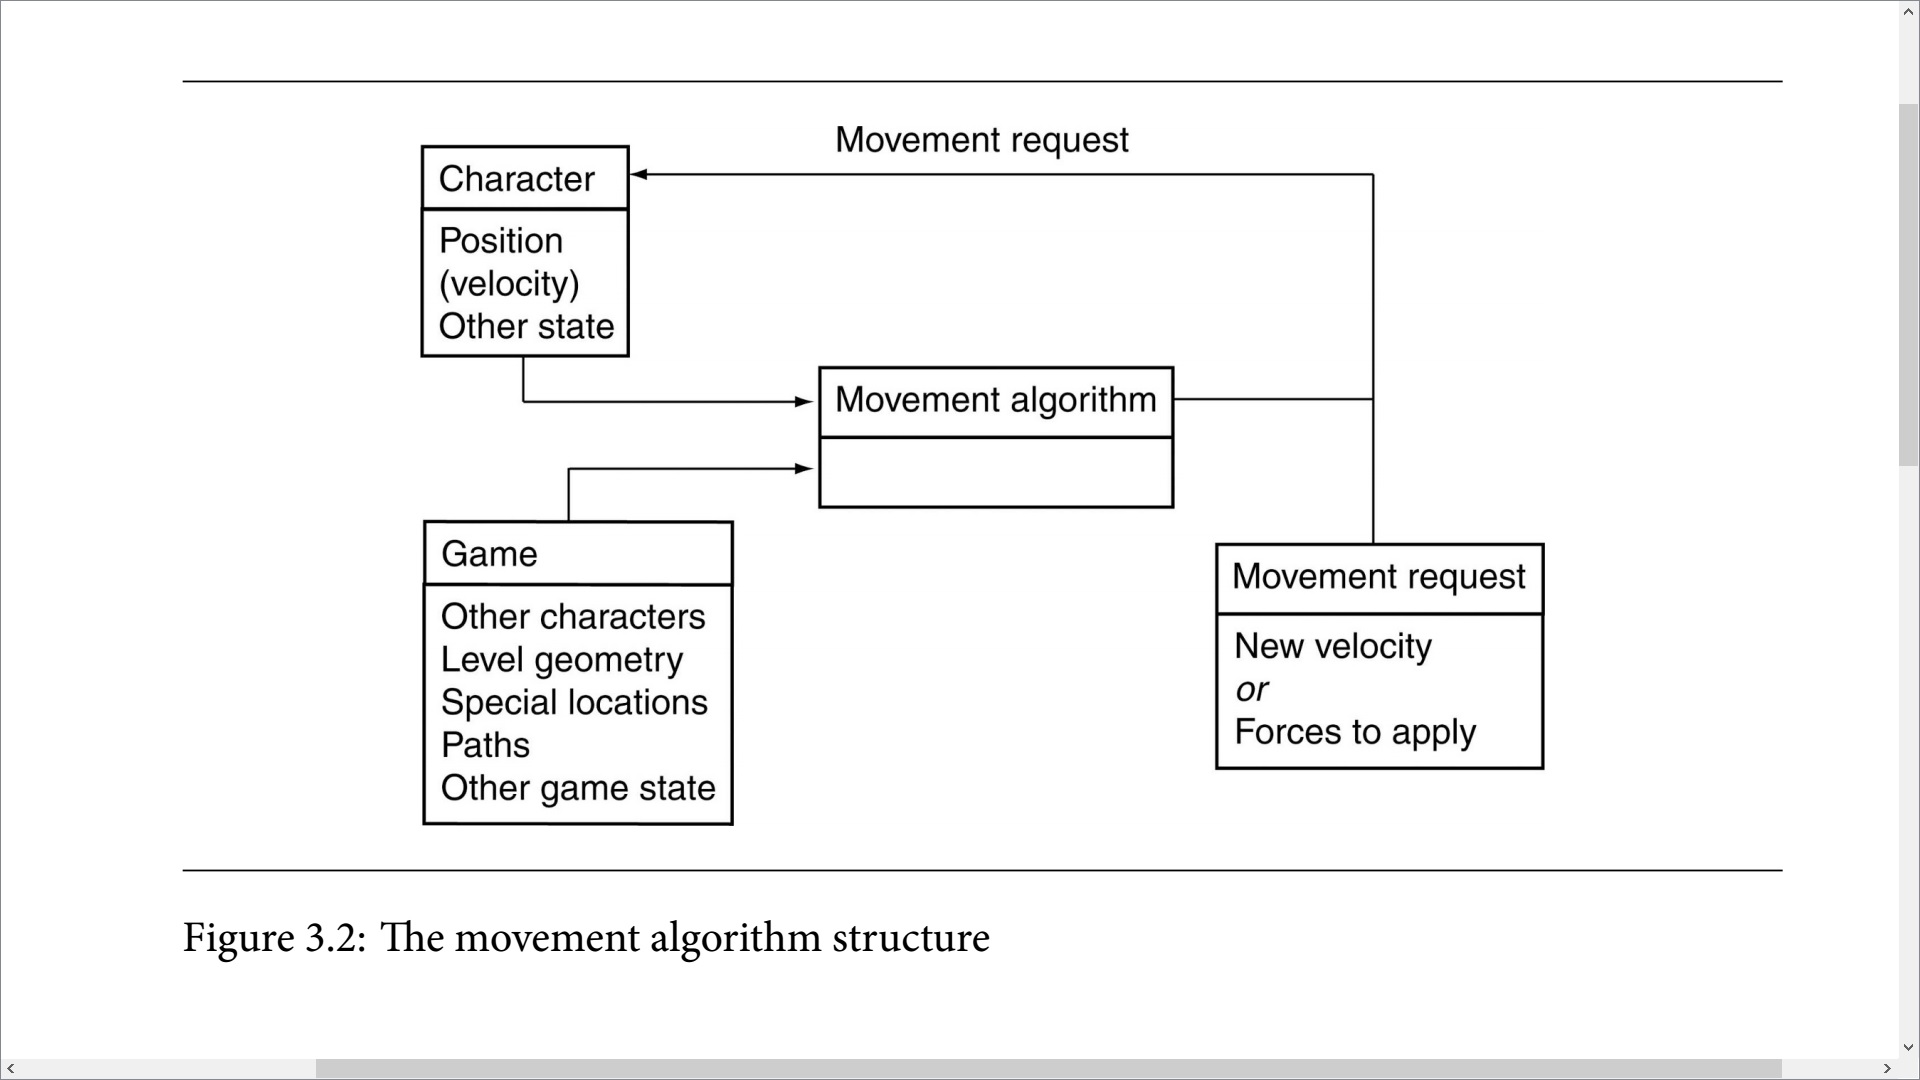 Movement request
Character
Position
(velocity)
Other state
Movement algorithm
Game
Other characters
Level geometry
Special locations
Paths
Other game state
Movement request
New velocity
or
Forces to apply
Figure 3.2: The movement algorithm structure